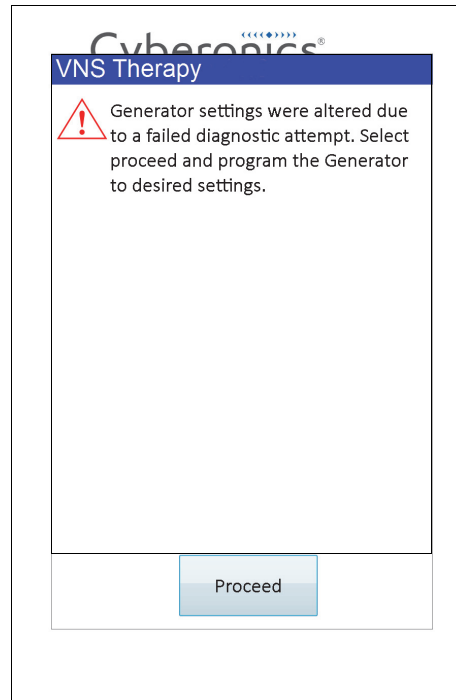 Cyberonics®
VNS Therapy
Generator settings were altered due
to a failed diagnostic attempt. Select
proceed and program the Generator
to desired settings.
Proceed